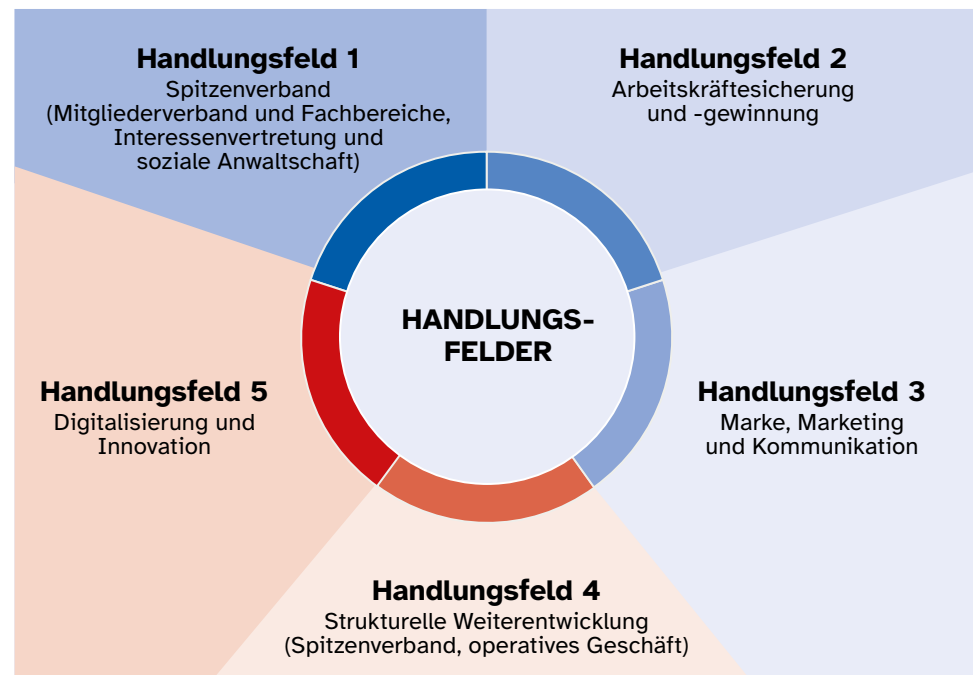 Handlungsfeld 1
Spitzenverband
(Mitgliederverband und Fachbereiche,
Interessenvertretung und
soziale Anwaltschaft)
Handlungsfeld 2
Arbeitskräftesicherung
und -gewinnung
HANDLUNGS-
FELDER
Handlungsfeld 5
Digitalisierung und
Innovation
Handlungsfeld 3
Marke, Marketing
und Kommunikation
Handlungsfeld 4
Strukturelle Weiterentwicklung
(Spitzenverband, operatives Geschäft)